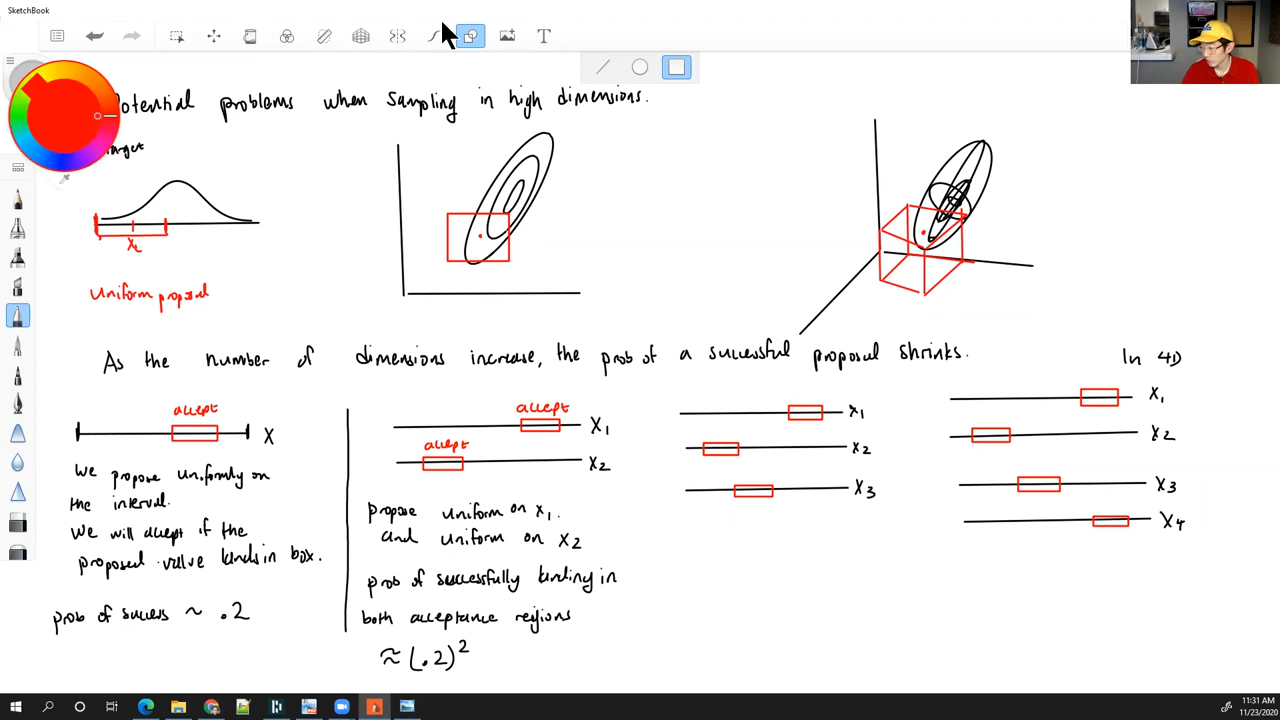 SketchBook
Potential problems when Sampling in high dimensions.
target
Xt
Uniform proposal
As the number of dimensions increase, the prob of a successful proposal shrinks.
In 4D
accept
X
We propose uniformly on
the interval.
We will accept if the
proposed value lands in box.
prob of success ~ .2
accept
X1
accept
X2
propose uniform on X1
and uniform on X2
prob of successfully landing in
both acceptance regions
≈ (.2)²
X1
X2
X3
X1
X2
X3
X4
11:31 AM
11/23/2020